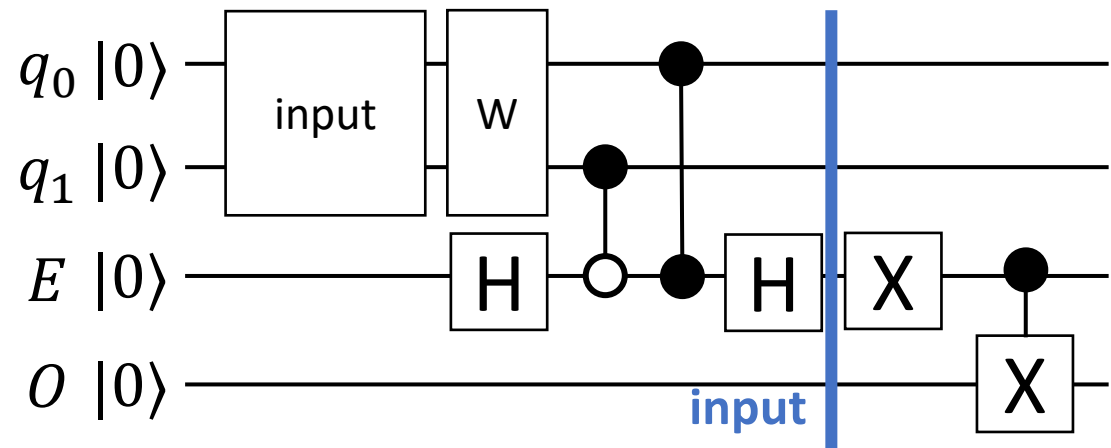 q₀ |0⟩ input W
q₁ |0⟩
E |0⟩ H H X
O |0⟩ X
input